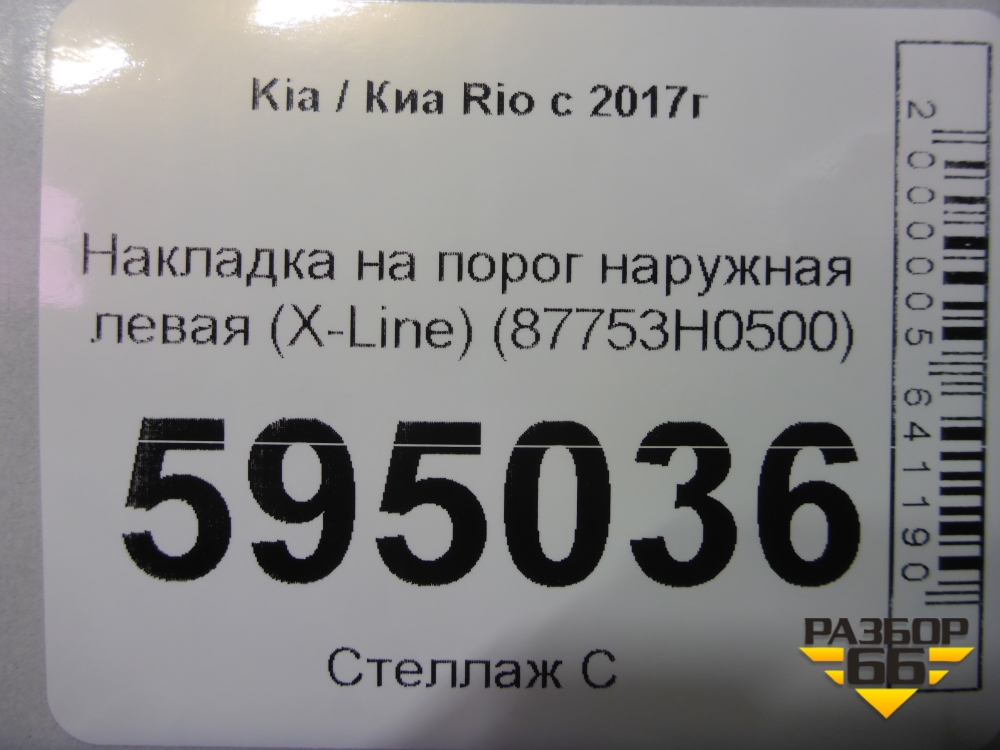 Kia / Киа Rio с 2017г
Накладка на порог наружная
левая (X-Line) (87753H0500)
595036
Стеллаж С
2000005641190
РАЗБОР
66